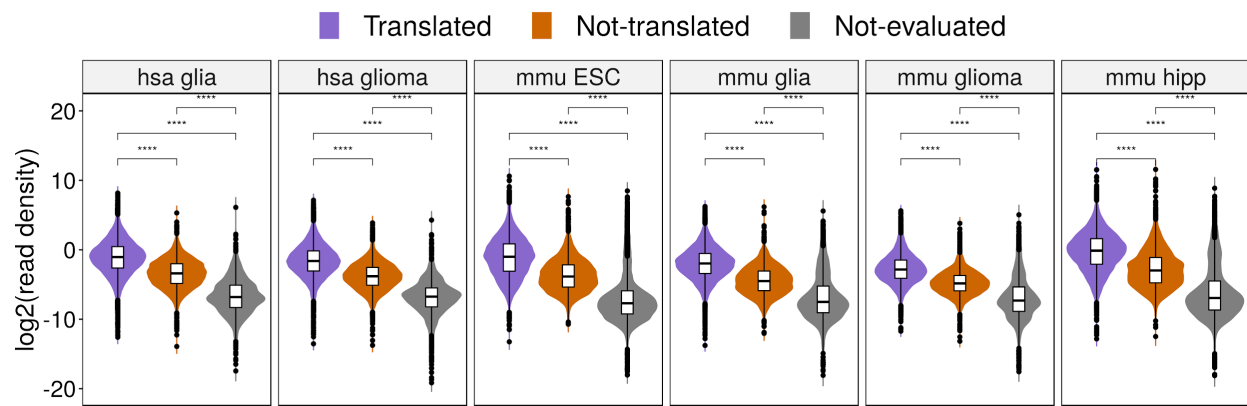 Translated Not-translated Not-evaluated
hsa glia hsa glioma mmu ESC mmu glia mmu glioma mmu hipp
log2(read density)
20
10
0
-10
-20
**** **** **** **** **** ****
**** **** **** **** **** ****
**** **** **** **** **** ****